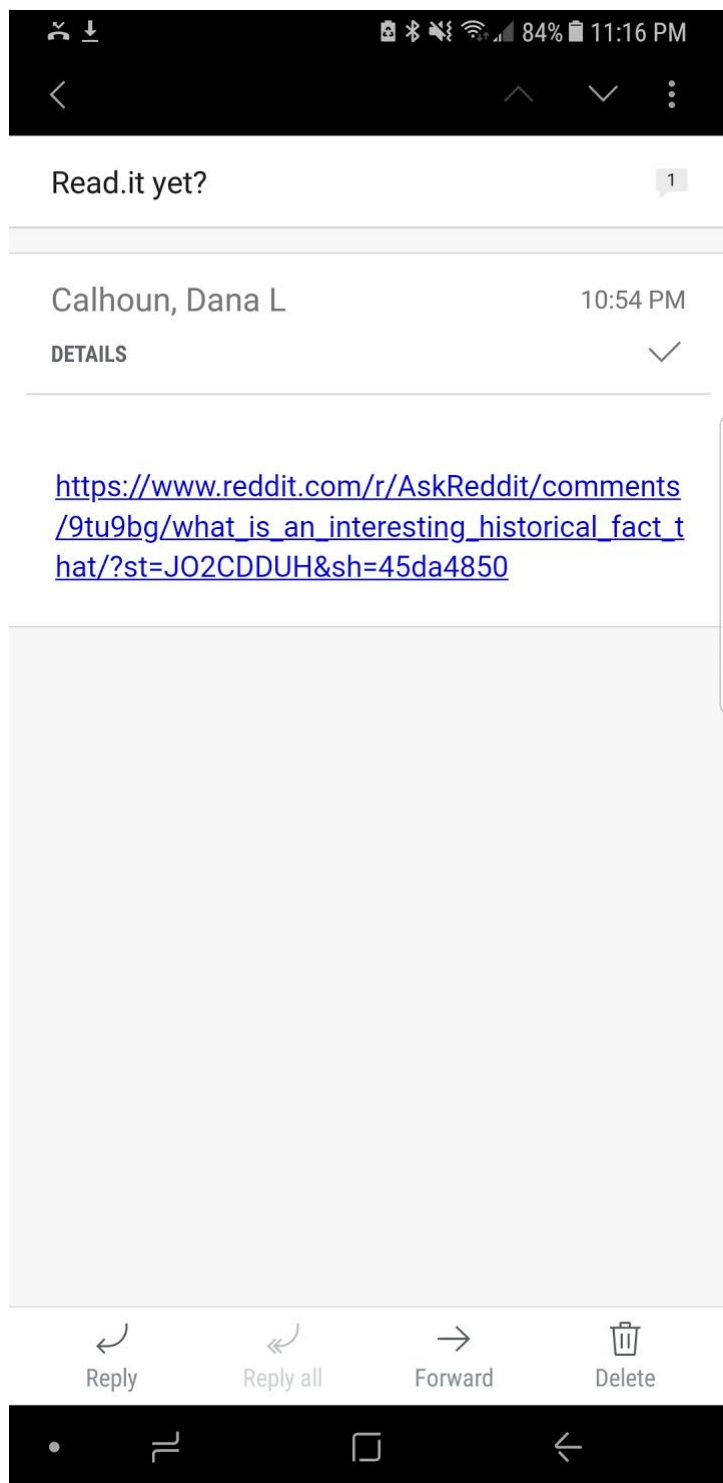 84% 11:16 PM
Read.it yet?
1
Calhoun, Dana L
10:54 PM
DETAILS
https://www.reddit.com/r/AskReddit/comments
/9tu9bg/what_is_an_interesting_historical_fact_t
hat/?st=JO2CDDUH&sh=45da4850
Reply
Reply all
Forward
Delete